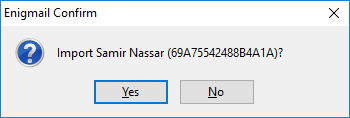 Enigmail Confirm
Import Samir Nassar (69A75542488B4A1A)?
Yes
No